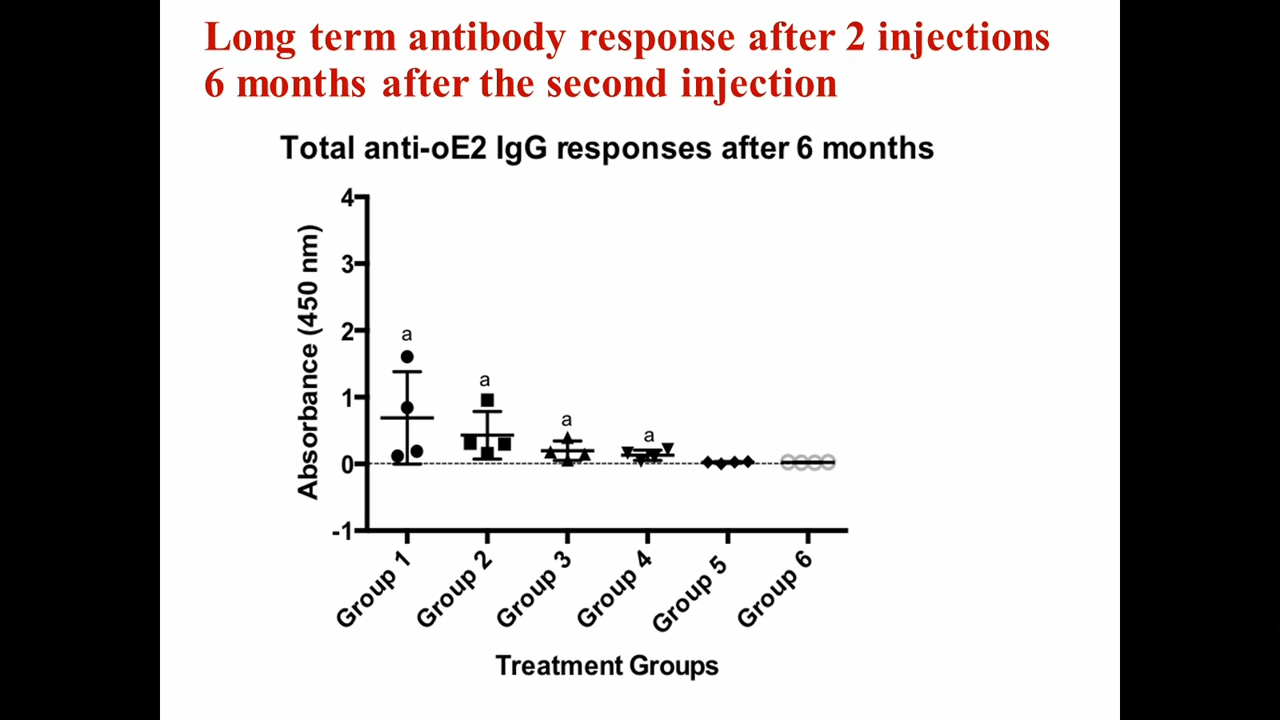 Long term antibody response after 2 injections
6 months after the second injection
Total anti-oE2 IgG responses after 6 months
Absorbance (450 nm)
4
3
2
1
0
-1
a
a
a
a
Group 1
Group 2
Group 3
Group 4
Group 5
Group 6
Treatment Groups